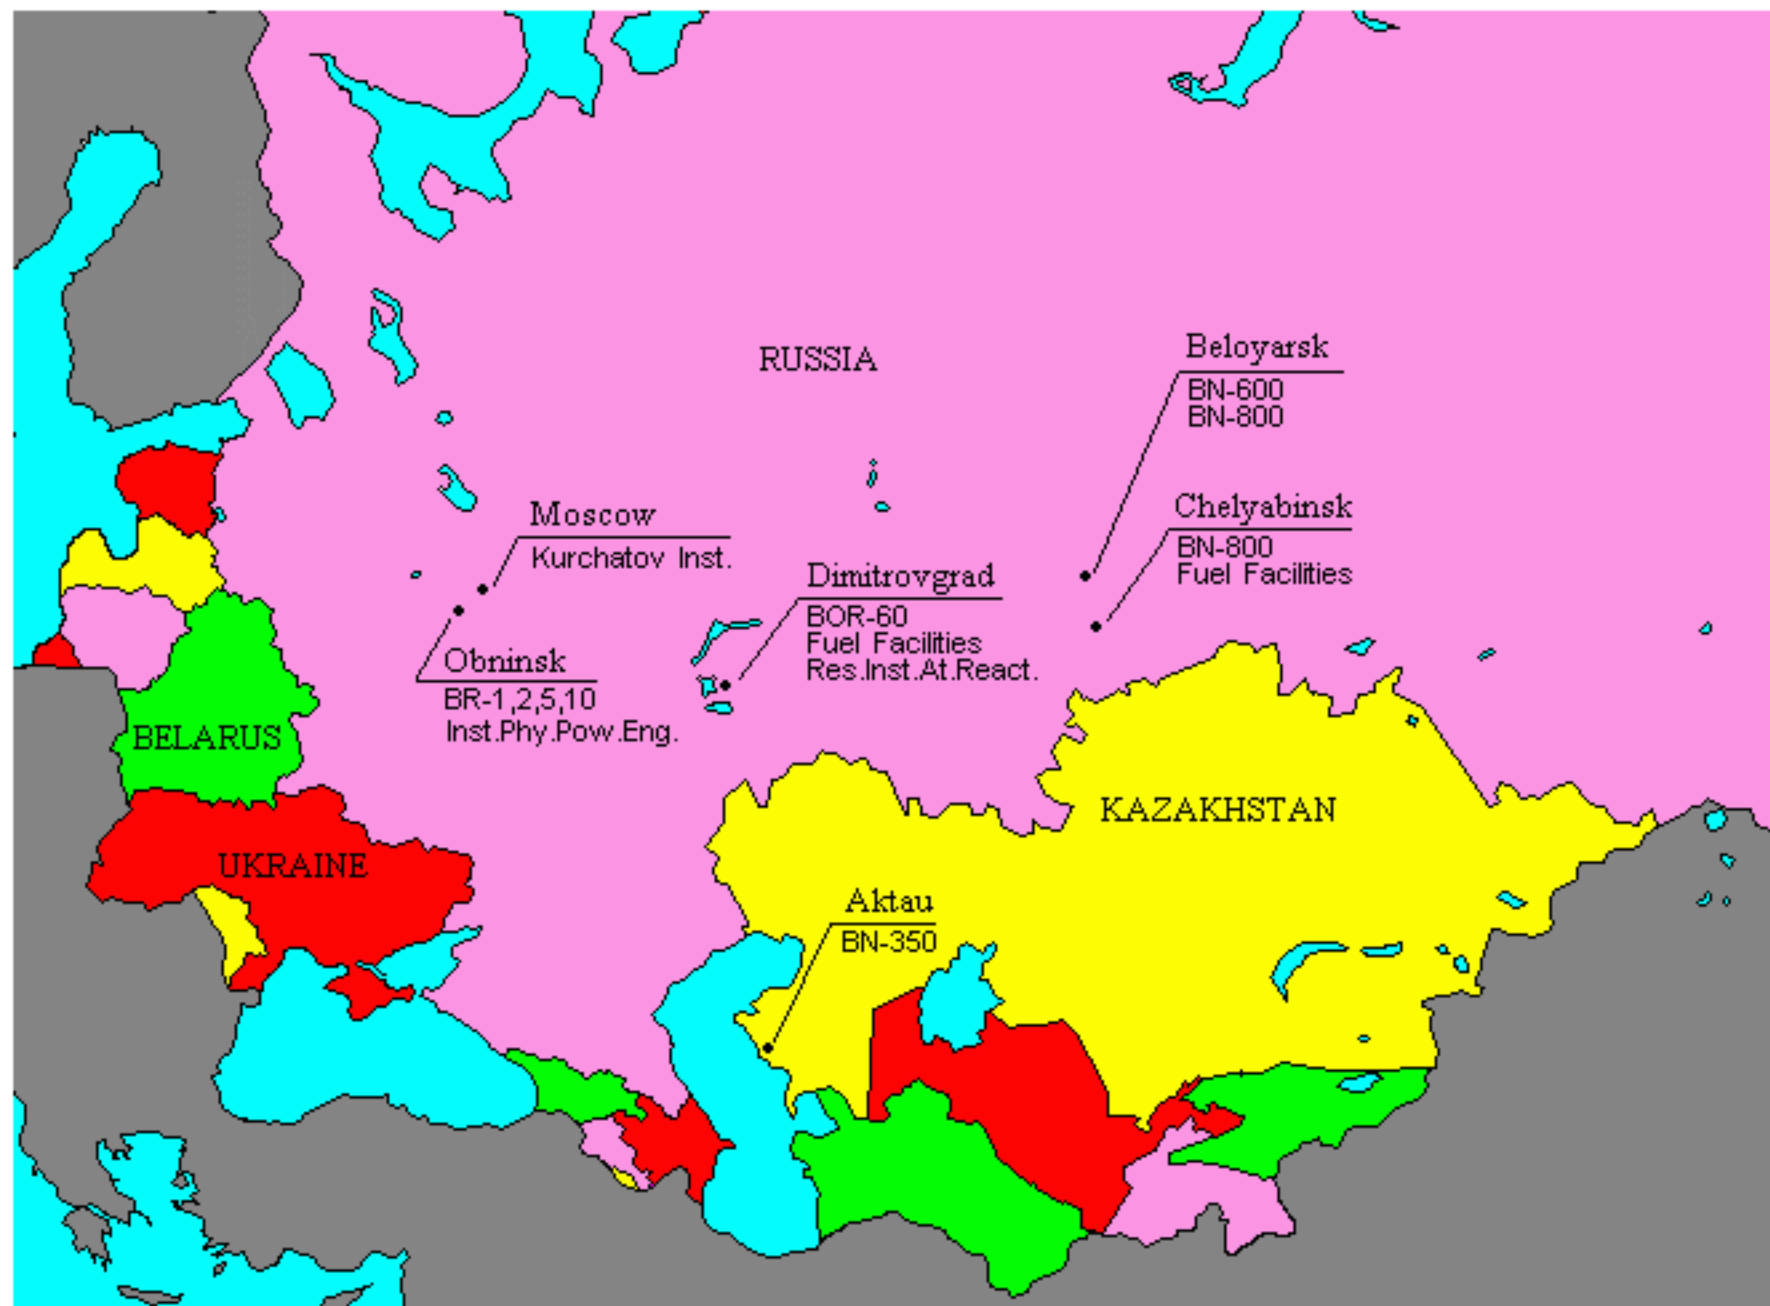 RUSSIA
Beloyarsk
BN-600
BN-800
Chelyabinsk
BN-800
Fuel Facilities
Moscow
Kurchatov Inst.
Dimitrovgrad
BOR-60
Fuel Facilities
Res.Inst.At.React.
Obninsk
BR-1,2,5,10
Inst.Phy.Pow.Eng.
BELARUS
KAZAKHSTAN
UKRAINE
Aktau
BN-350